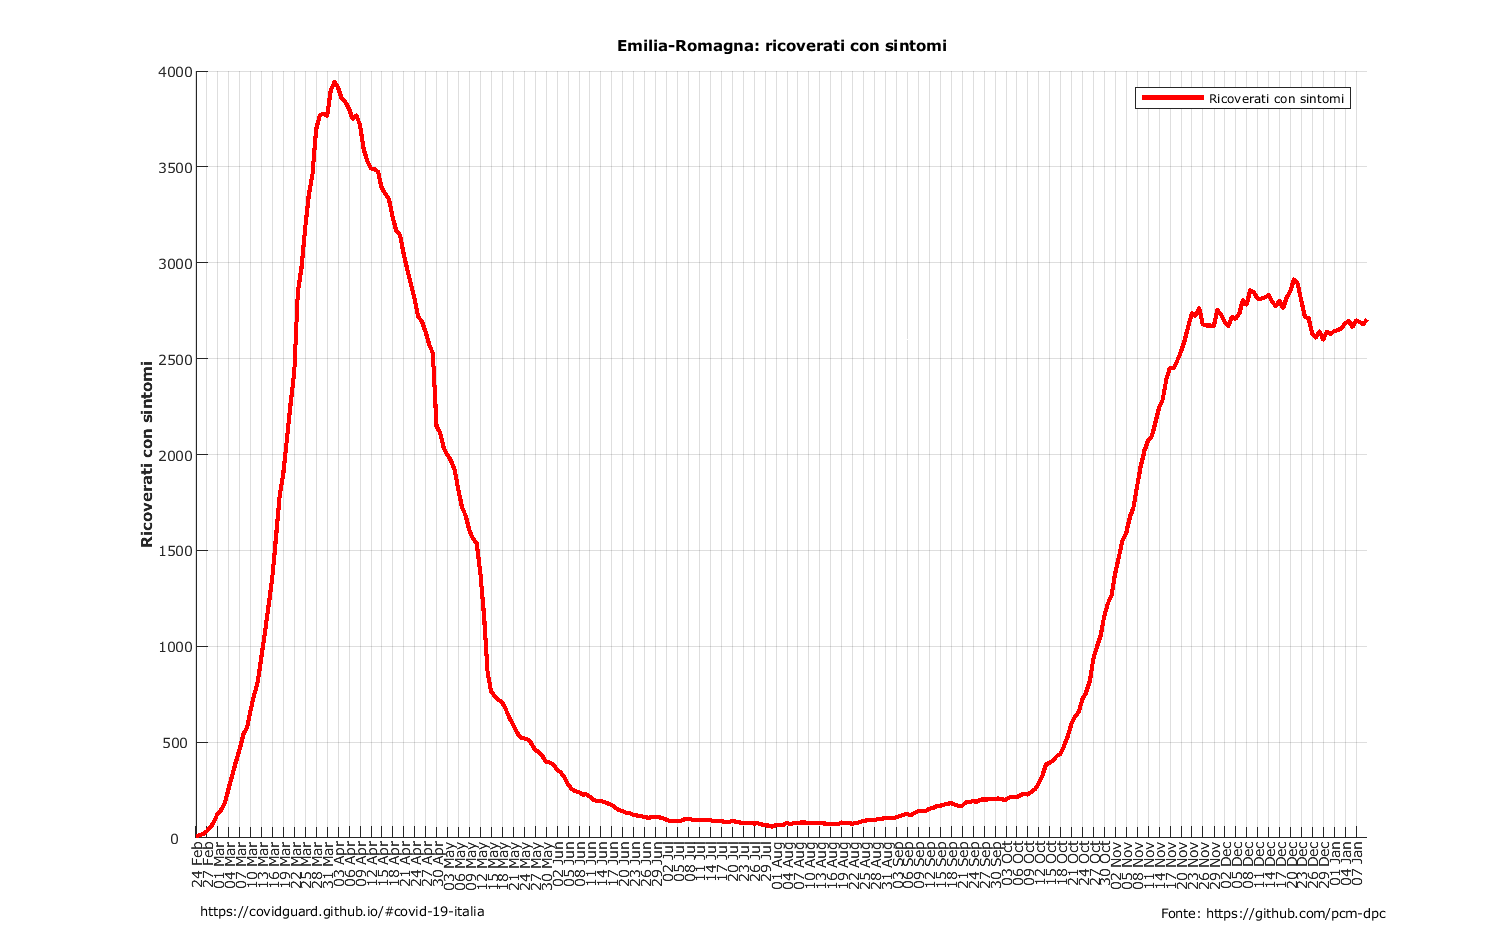 Emilia-Romagna: ricoverati con sintomi
Ricoverati con sintomi
Ricoverati con sintomi
4000
3500
3000
2500
2000
1500
1000
500
0
24 Feb
27 Feb
01 Mar
04 Mar
07 Mar
10 Mar
13 Mar
16 Mar
19 Mar
22 Mar
25 Mar
28 Mar
31 Mar
03 Apr
06 Apr
09 Apr
12 Apr
15 Apr
18 Apr
21 Apr
24 Apr
27 Apr
30 Apr
03 May
06 May
09 May
12 May
15 May
18 May
21 May
24 May
27 May
30 May
02 Jun
05 Jun
08 Jun
11 Jun
14 Jun
17 Jun
20 Jun
23 Jun
26 Jun
29 Jun
02 Jul
05 Jul
08 Jul
11 Jul
14 Jul
17 Jul
20 Jul
23 Jul
26 Jul
29 Jul
01 Aug
04 Aug
07 Aug
10 Aug
13 Aug
16 Aug
19 Aug
22 Aug
25 Aug
28 Aug
31 Aug
03 Sep
06 Sep
09 Sep
12 Sep
15 Sep
18 Sep
21 Sep
24 Sep
27 Sep
30 Sep
03 Oct
06 Oct
09 Oct
12 Oct
15 Oct
18 Oct
21 Oct
24 Oct
27 Oct
30 Oct
02 Nov
05 Nov
08 Nov
11 Nov
14 Nov
17 Nov
20 Nov
23 Nov
26 Nov
29 Nov
02 Dec
05 Dec
08 Dec
11 Dec
14 Dec
17 Dec
20 Dec
23 Dec
26 Dec
29 Dec
01 Jan
04 Jan
07 Jan
https://covidguard.github.io/#covid-19-italia
Fonte: https://github.com/pcm-dpc